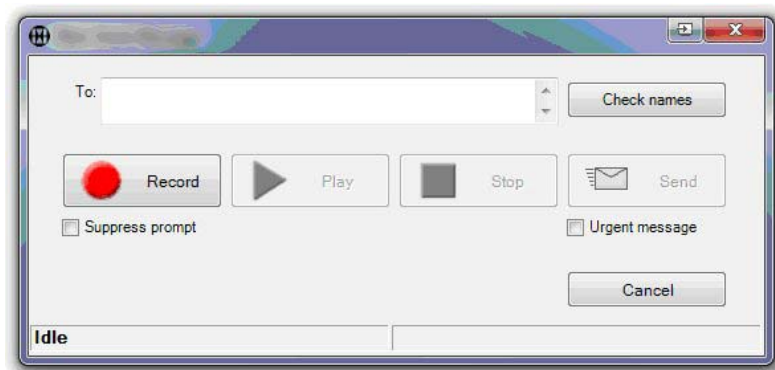 To:
Check names
Record Play Stop Send
Suppress prompt Urgent message
Cancel
Idle